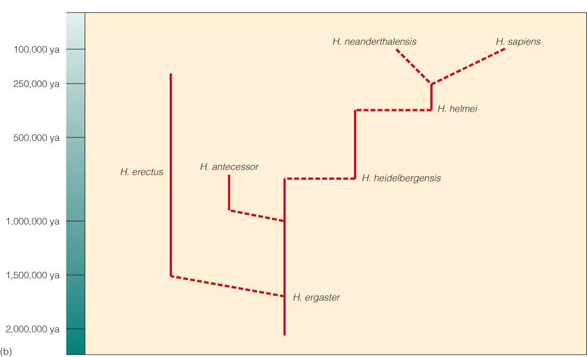 H. neanderthalensis
H. sapiens
100,000 ya
250,000 ya
H. helmei
500,000 ya
H. antecessor
H. erectus
H. heidelbergensis
1,000,000 ya
1,500,000 ya
H. ergaster
2,000,000 ya
(b)